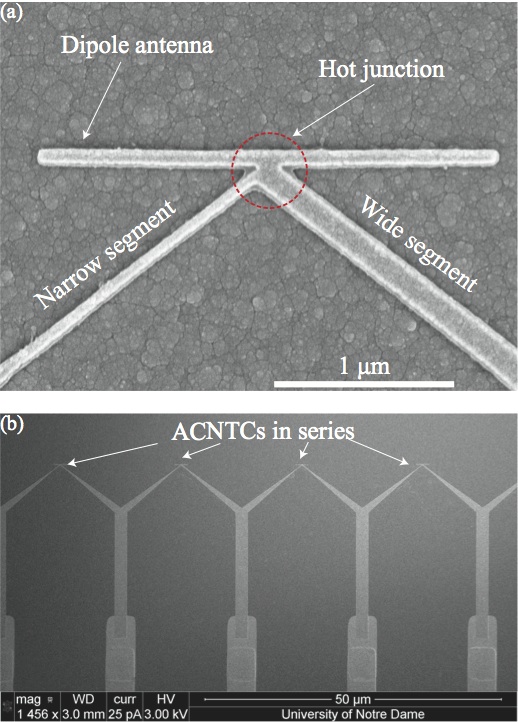 (a)
Dipole antenna
Hot junction
Narrow segment
Wide segment
1 µm
(b)
ACNTCs in series
mag WD curr HV 50 µm
1 456 x 3.0 mm 25 pA 3.00 kV University of Notre Dame